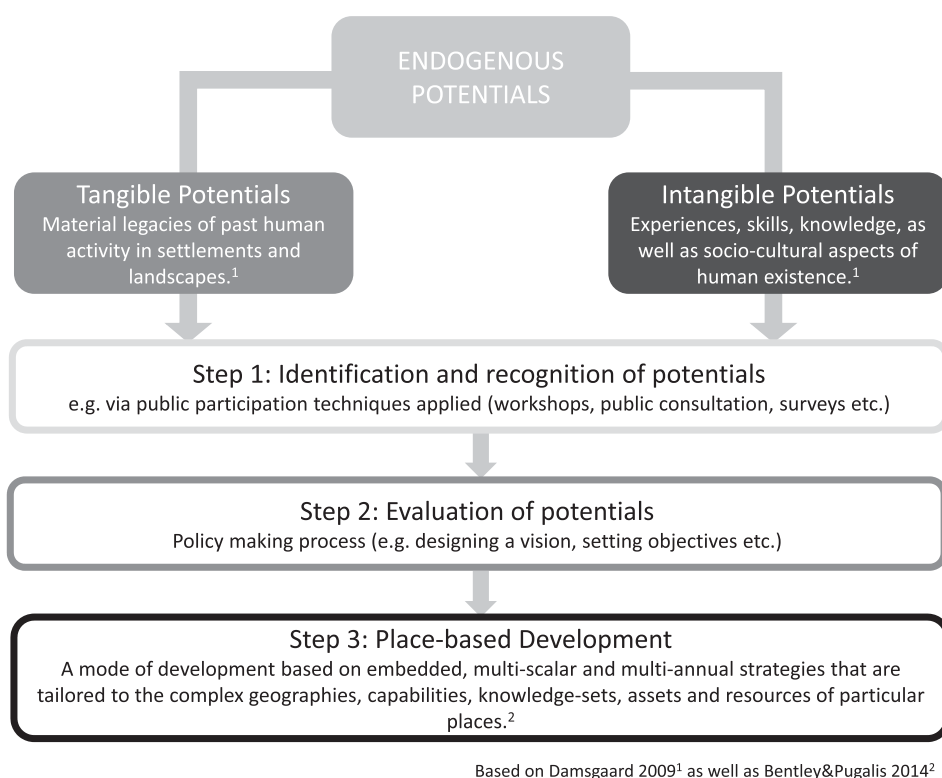 ENDOGENOUS
POTENTIALS
Tangible Potentials
Material legacies of past human
activity in settlements and
landscapes.¹
Intangible Potentials
Experiences, skills, knowledge, as
well as socio-cultural aspects of
human existence.¹
Step 1: Identification and recognition of potentials
e.g. via public participation techniques applied (workshops, public consultation, surveys etc.)
Step 2: Evaluation of potentials
Policy making process (e.g. designing a vision, setting objectives etc.)
Step 3: Place-based Development
A mode of development based on embedded, multi-scalar and multi-annual strategies that are
tailored to the complex geographies, capabilities, knowledge-sets, assets and resources of particular
places.²
Based on Damsgaard 2009¹ as well as Bentley&Pugalis 2014²